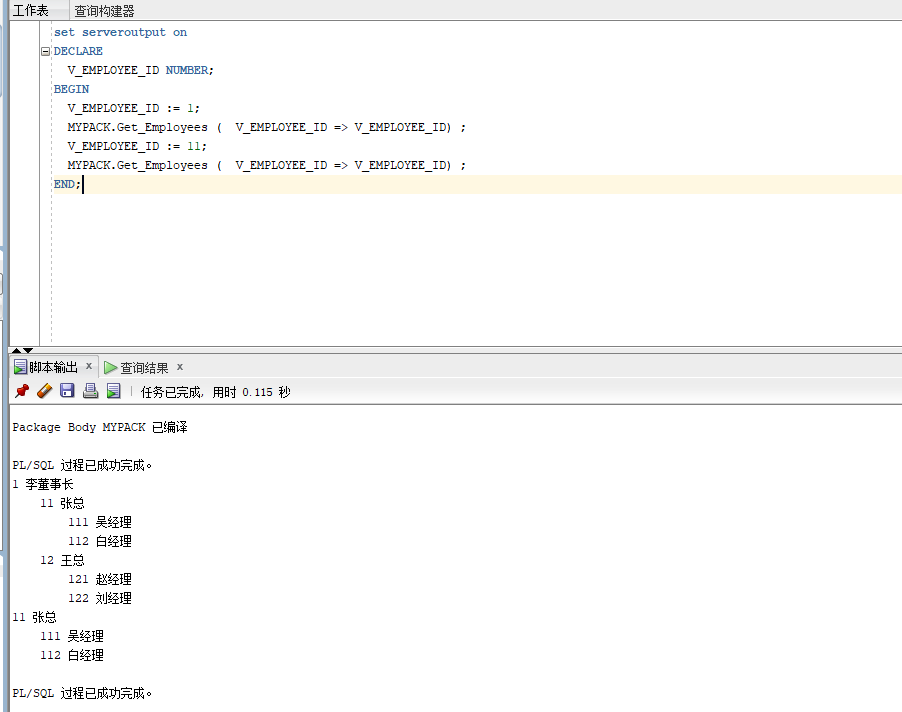 工作表 查询构建器
set serveroutput on
DECLARE
V_EMPLOYEE_ID NUMBER;
BEGIN
V_EMPLOYEE_ID := 1;
MYPACK.Get_Employees (  V_EMPLOYEE_ID => V_EMPLOYEE_ID) ;
V_EMPLOYEE_ID := 11;
MYPACK.Get_Employees (  V_EMPLOYEE_ID => V_EMPLOYEE_ID) ;
END;
脚本输出 x 查询结果 x
任务已完成, 用时 0.115 秒
Package Body MYPACK 已编译
PL/SQL 过程已成功完成。
1 李董事长
11 张总
111 吴经理
112 白经理
12 王总
121 赵经理
122 刘经理
11 张总
111 吴经理
112 白经理
PL/SQL 过程已成功完成。